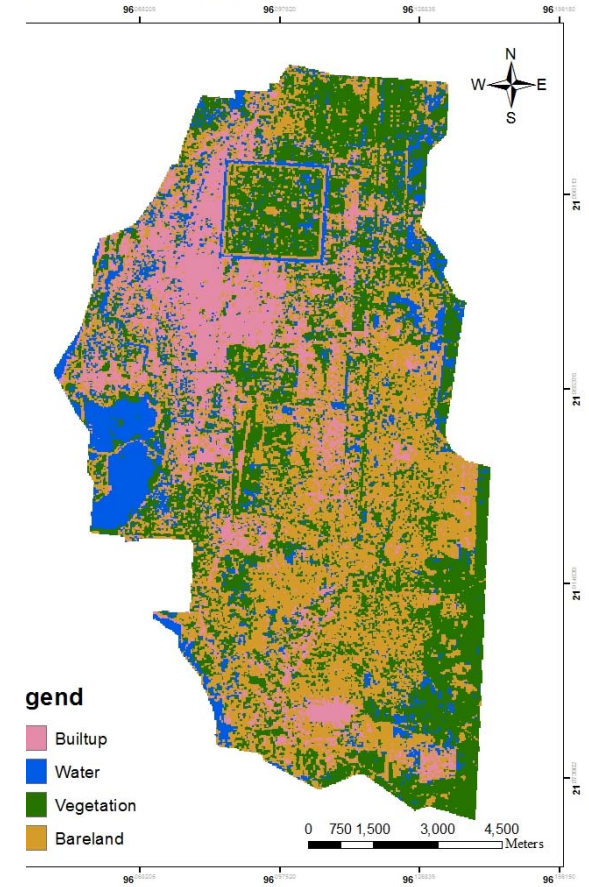 96 96 96 96
N
W E
S
21
21
21
21
gend
Builtup
Water
Vegetation
Bareland
0 750 1,500 3,000 4,500
Meters
96 96 96 96